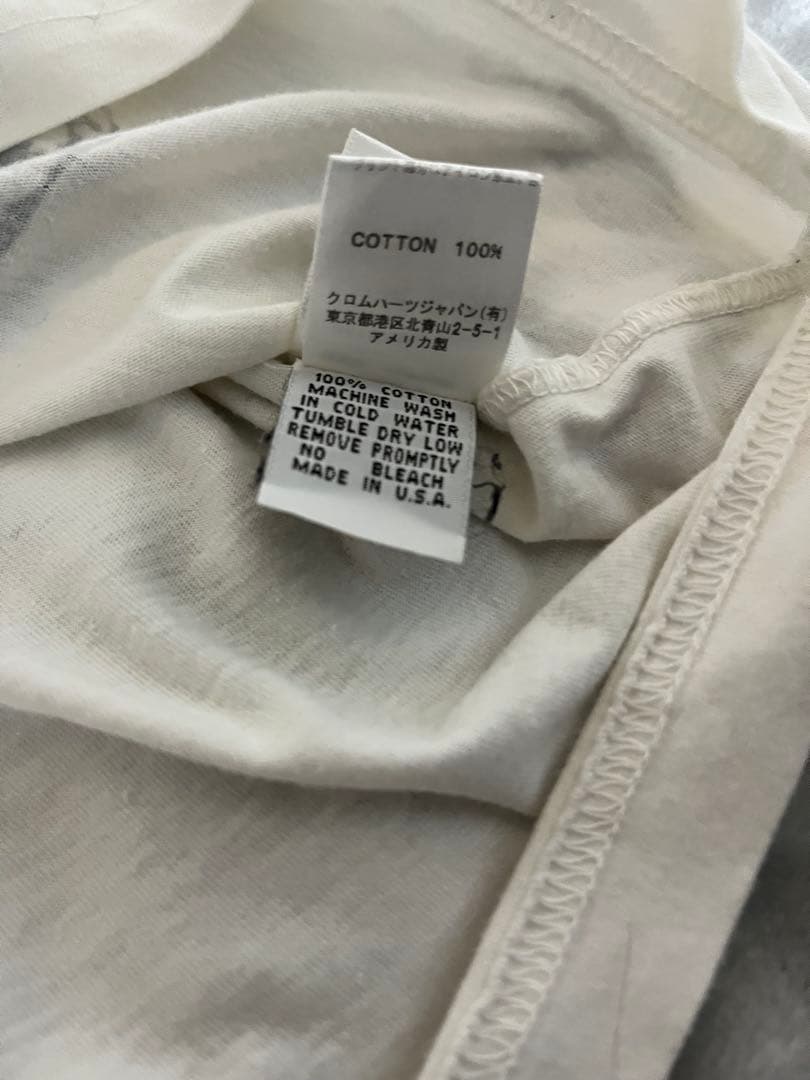 COTTON 100%
クロムハーツジャパン(有)
東京都港区北青山2-5-1
アメリカ製
100% COTTON
MACHINE WASH
IN COLD WATER
TUMBLE DRY LOW
REMOVE PROMPTLY
NO BLEACH
MADE IN U.S.A.